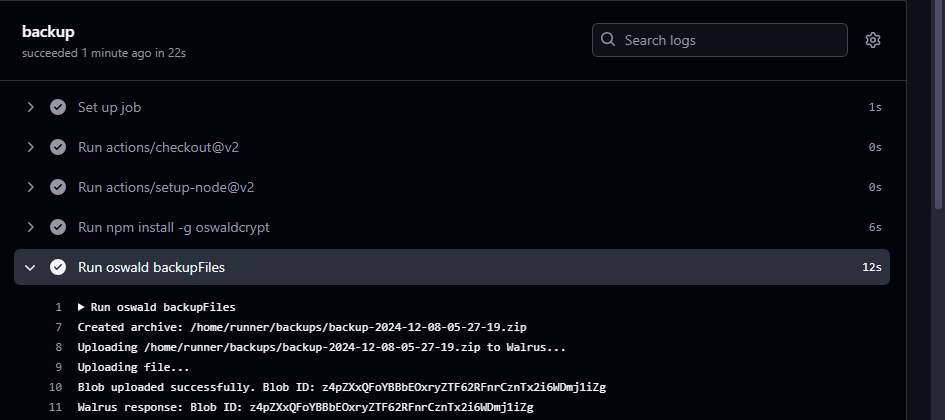 backup
succeeded 1 minute ago in 22s
Search logs
Set up job 1s
Run actions/checkout@v2 0s
Run actions/setup-node@v2 0s
Run npm install -g oswaldcrypt 6s
Run oswald backupFiles 12s
1 ▶ Run oswald backupFiles
7 Created archive: /home/runner/backups/backup-2024-12-08-05-27-19.zip
8 Uploading /home/runner/backups/backup-2024-12-08-05-27-19.zip to Walrus...
9 Uploading file...
10 Blob uploaded successfully. Blob ID: z4pZXxQFoYBBbEOxryZTF62RFnrCznTx2i6WDmj1iZg
11 Walrus response: Blob ID: z4pZXxQFoYBBbEOxryZTF62RFnrCznTx2i6WDmj1iZg